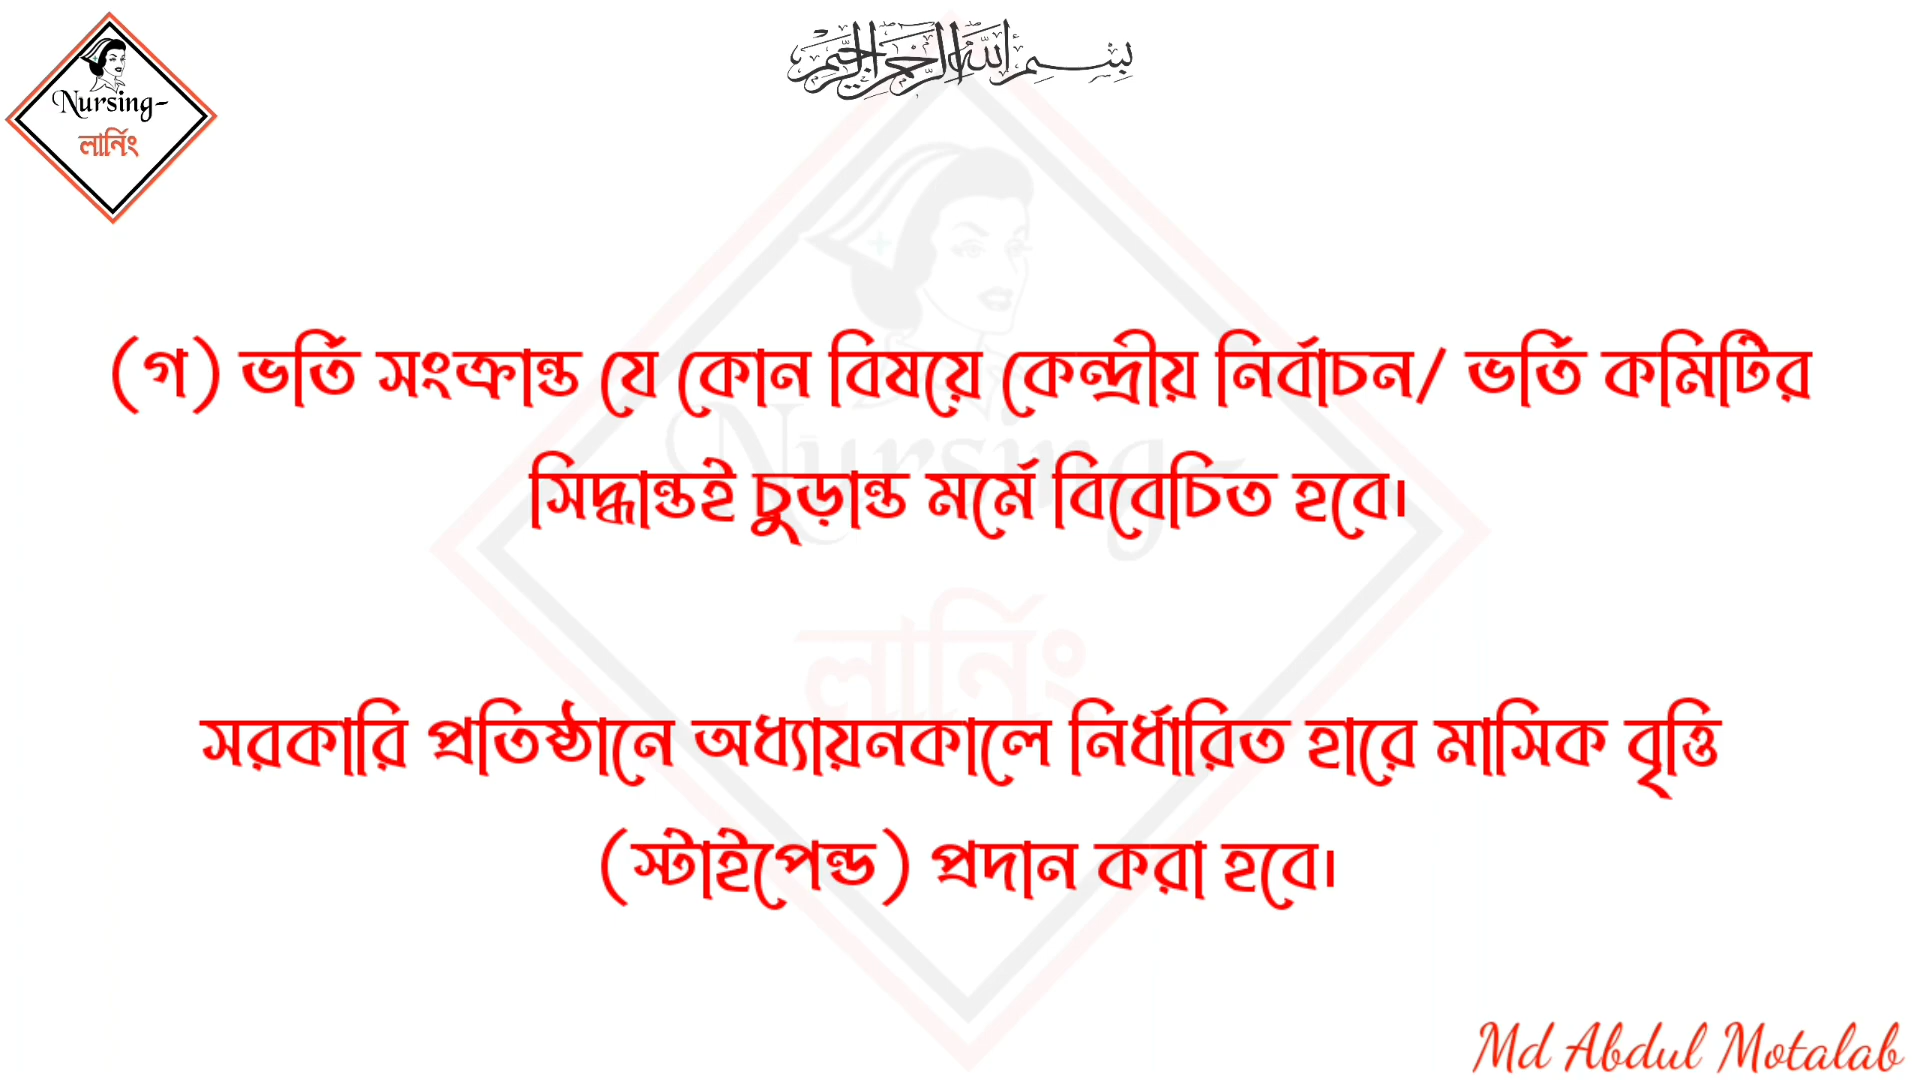 بسم الله الرحمن الرحيم
Nursing-
লার্নিং
(গ) ভর্তি সংক্রান্ত যে কোন বিষয়ে কেন্দ্রীয় নির্বাচন/ ভর্তি কমিটির
সিদ্ধান্তই চুড়ান্ত মর্মে বিবেচিত হবে।
Nursing-
লার্নিং
সরকারি প্রতিষ্ঠানে অধ্যায়নকালে নির্ধারিত হারে মাসিক বৃত্তি
(স্টাইপেন্ড) প্রদান করা হবে।
Md Abdul Motalab